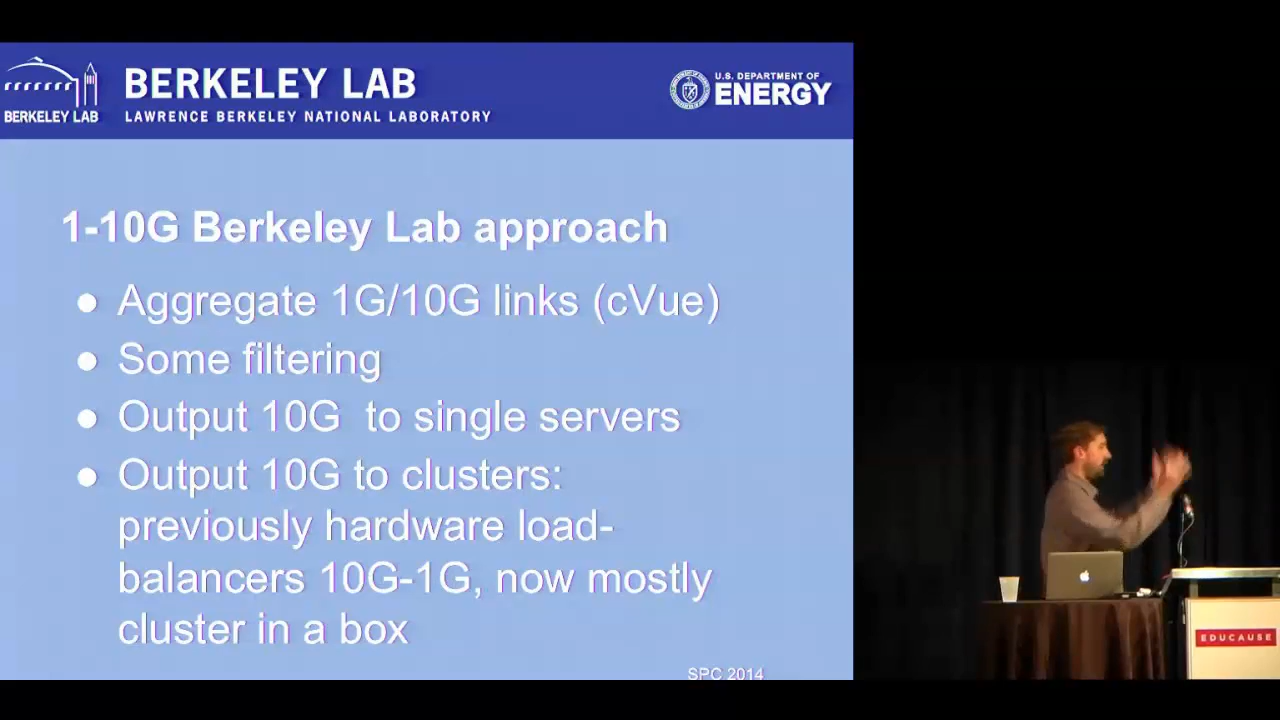 BERKELEY LAB
BERKELEY LAB
LAWRENCE BERKELEY NATIONAL LABORATORY
U.S. DEPARTMENT OF
ENERGY
1-10G Berkeley Lab approach
● Aggregate 1G/10G links (cVue)
● Some filtering
● Output 10G  to single servers
● Output 10G to clusters:
previously hardware load-
balancers 10G-1G, now mostly
cluster in a box
SPC 2014
EDUCAUSE